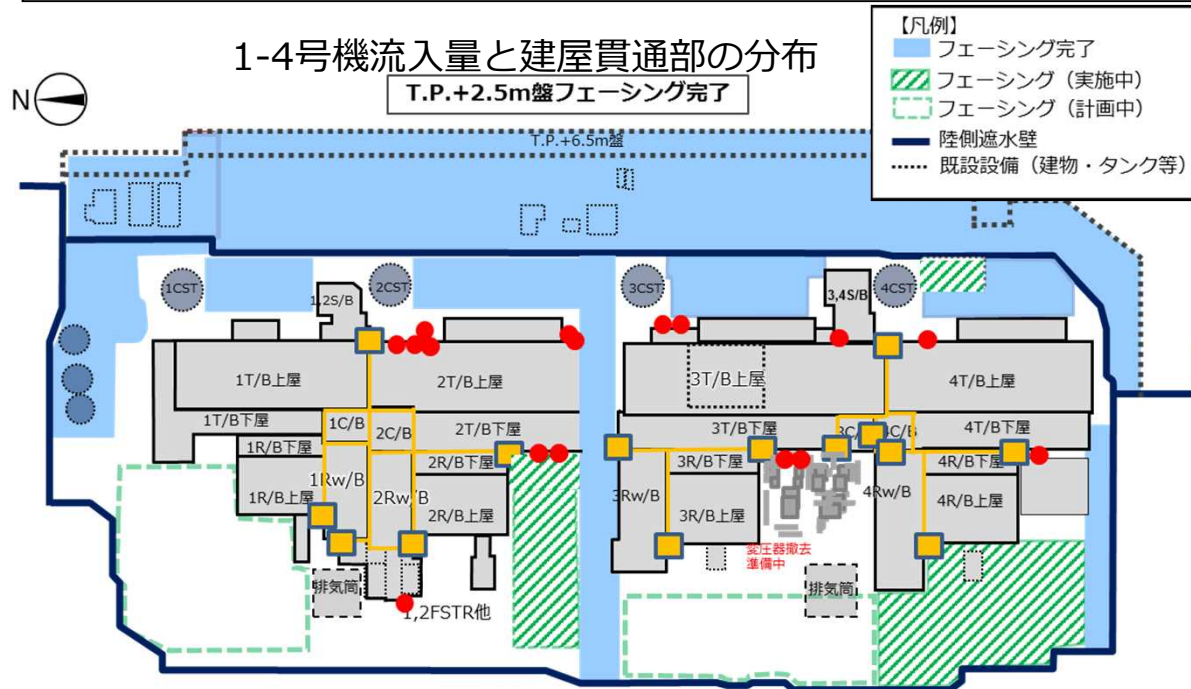 1-4号機流入量と建屋貫通部の分布
T.P.+2.5m盤フェーシング完了
【凡例】
フェーシング完了
フェーシング（実施中）
フェーシング（計画中）
陸側遮水壁
既設設備（建物・タンク等）
N
T.P.+6.5m盤
1CST
1,2S/B
2CST
3CST
3,4S/B
4CST
1T/B上屋
2T/B上屋
3T/B上屋
4T/B上屋
1T/B下屋
1C/B
2C/B
2T/B下屋
3T/B下屋
4T/B下屋
1R/B下屋
2R/B下屋
3R/B下屋
4R/B下屋
1R/B上屋
1Rw/B
2Rw/B
2R/B上屋
3Rw/B
3R/B上屋
4Rw/B
4R/B上屋
変圧器撤去
準備中
排気筒
排気筒
1,2FSTR他